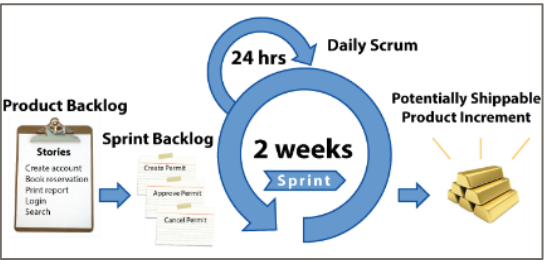 Product Backlog
Stories
Create account
Book reservation
Print report
Login
Search
Sprint Backlog
Create Permit
Approve Permit
Cancel Permit
24 hrs
Daily Scrum
2 weeks
Sprint
Potentially Shippable
Product Increment